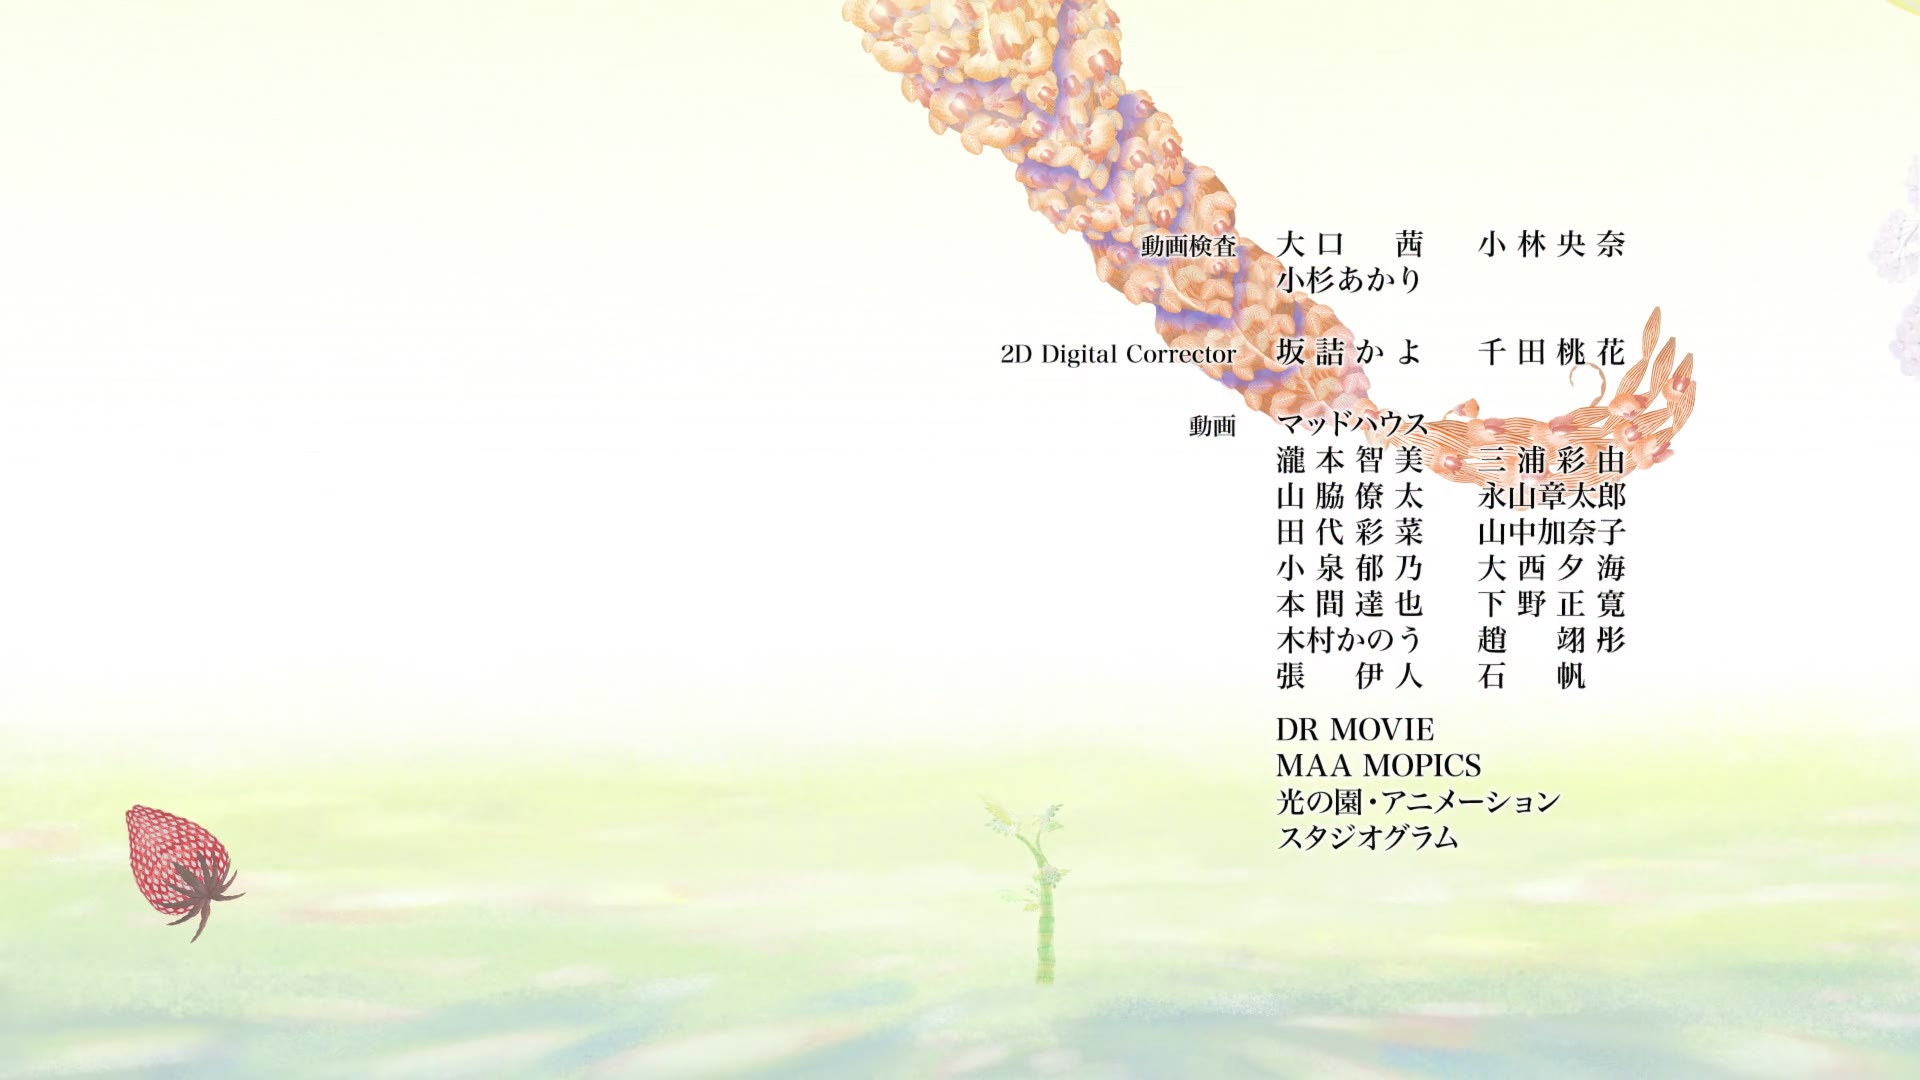 動画検査 大口 茜 小林央奈
小杉あかり
2D Digital Corrector 坂詰かよ 千田桃花
動画 マッドハウス
瀧本智美 三浦彩由
山脇僚太 永山章太郎
田代彩菜 山中加奈子
小泉郁乃 大西夕海
本間達也 下野正寛
木村かのう 趙 翊彤
張 伊人 石 帆
DR MOVIE
MAA MOPICS
光の園・アニメーション
スタジオグラム